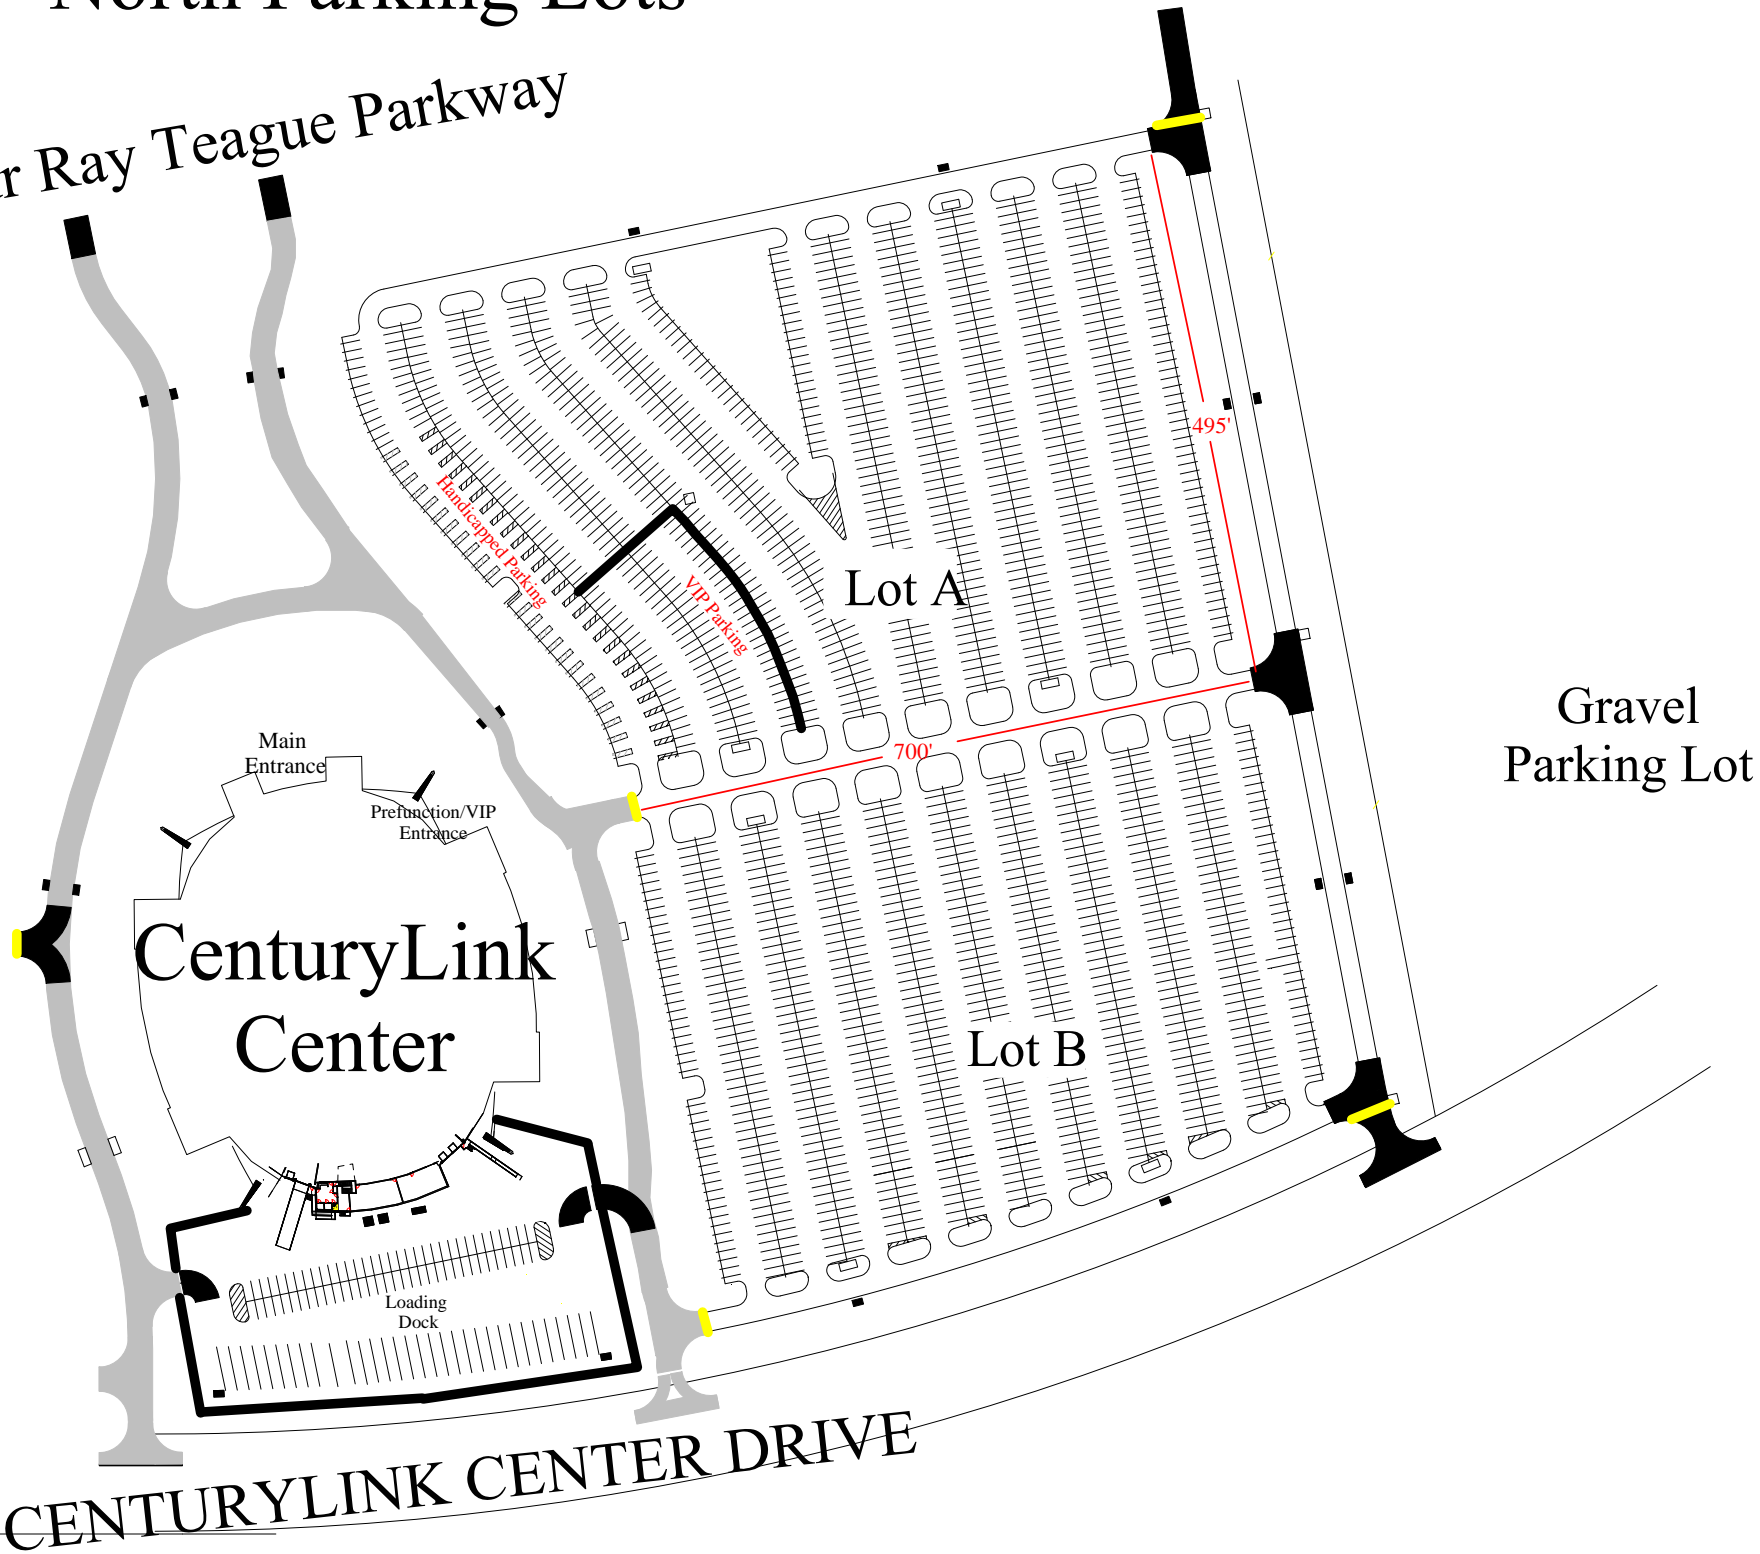 North Parking Lots
Ray Teague Parkway
495'
Handicapped Parking
VIP Parking
Lot A
Gravel
Parking Lot
Main
Entrance
700'
Prefunction/VIP
Entrance
CenturyLink
Center
Lot B
Loading
Dock
CENTURYLINK CENTER DRIVE